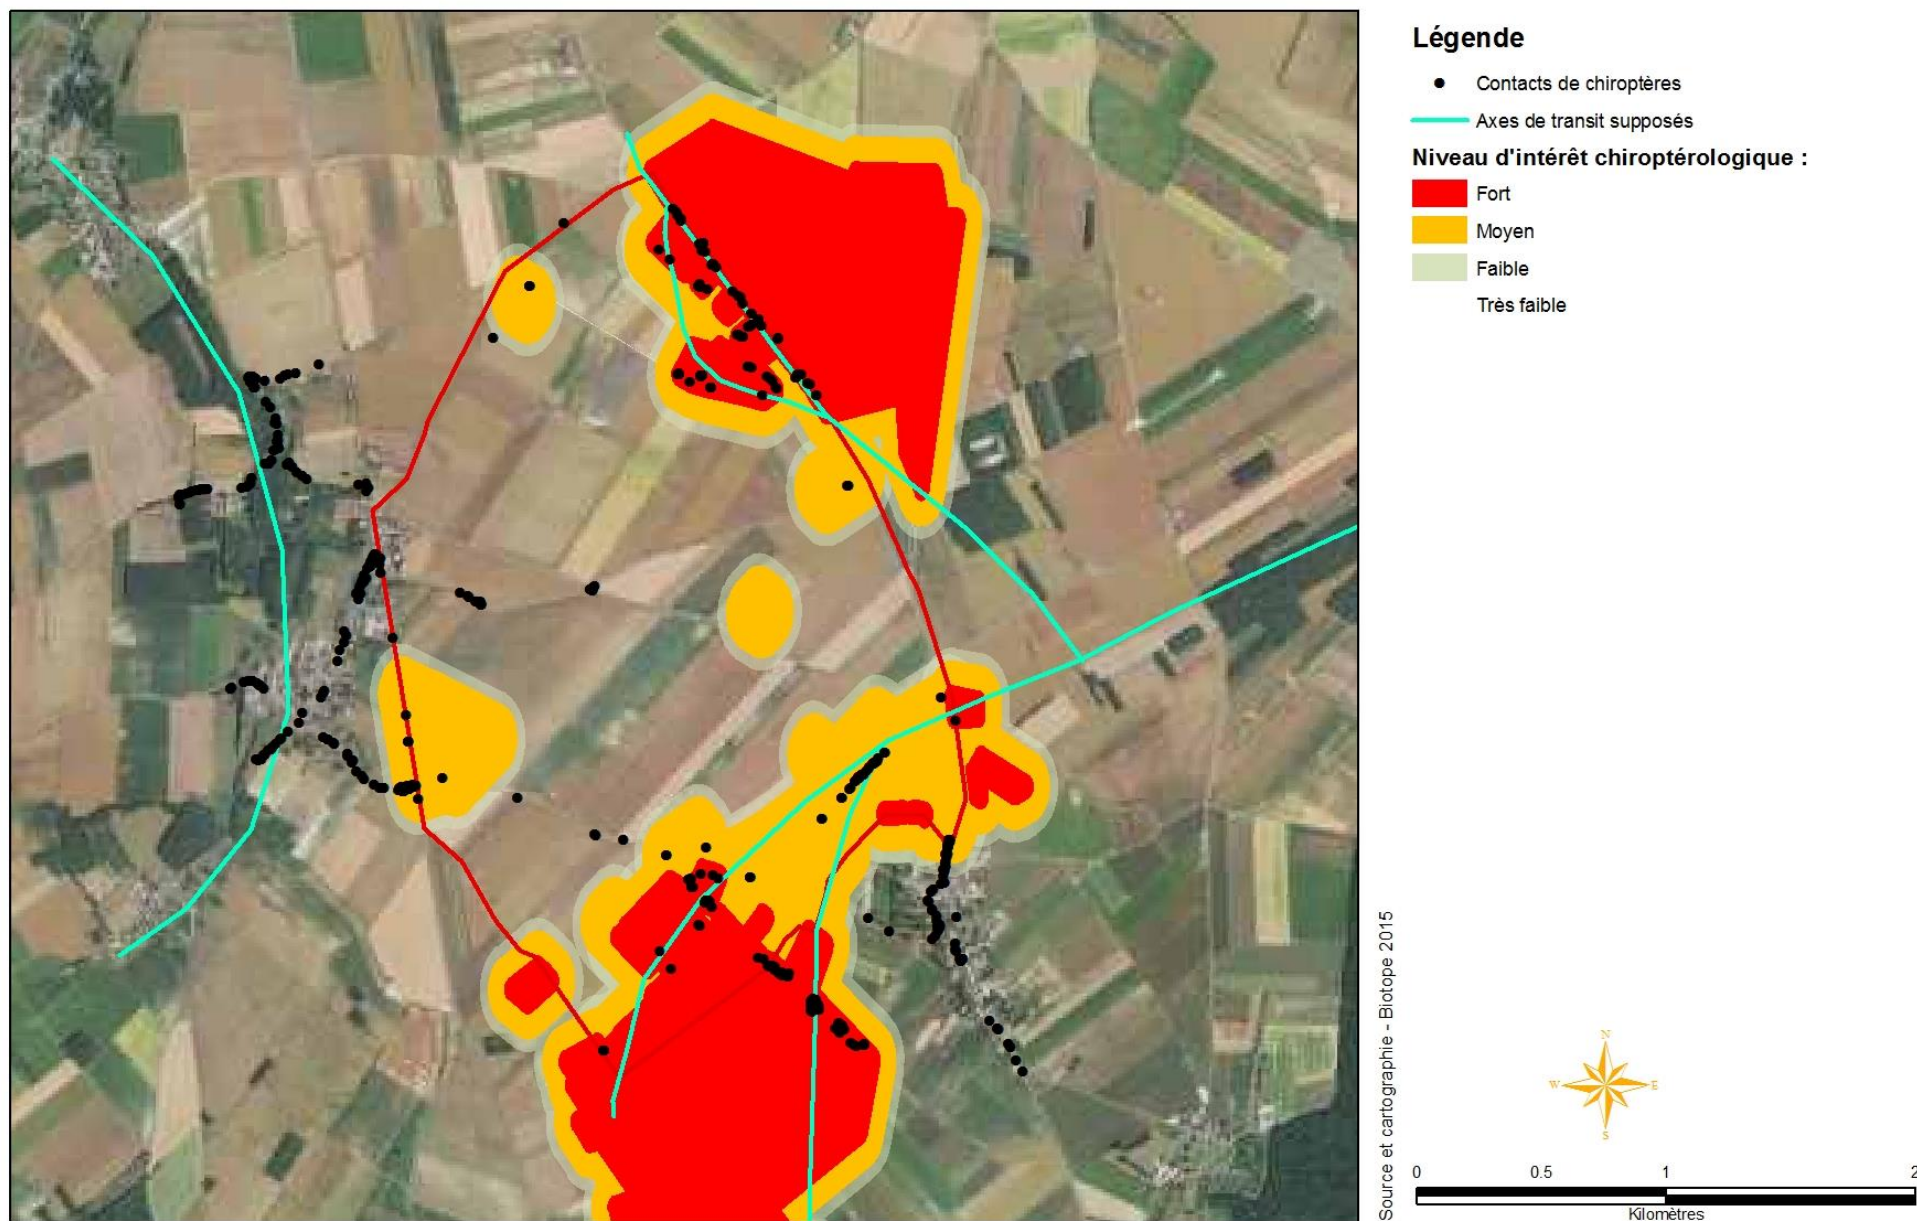 Légende
Contacts de chiroptères
Axes de transit supposés
Niveau d'intérêt chiroptérologique :
Fort
Moyen
Faible
Très faible
Source et cartographie - Biotope 2015
N
W E
S
0 0.5 1 2
Kilomètres